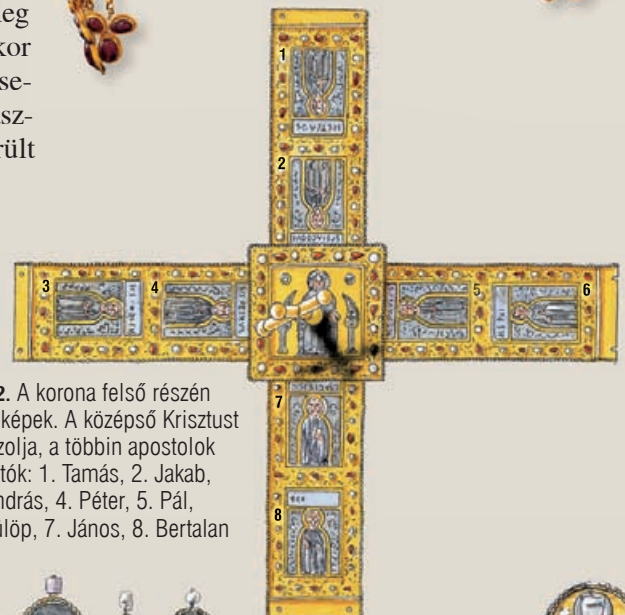 leg
kor
se-
asz-
rült
1
2
3
4
5
6
7
8
2. A korona felső részén
képek. A középső Krisztust
zolja, a többin apostolok
tók: 1. Tamás, 2. Jakab,
ndrás, 4. Péter, 5. Pál,
ülöp, 7. János, 8. Bertalan